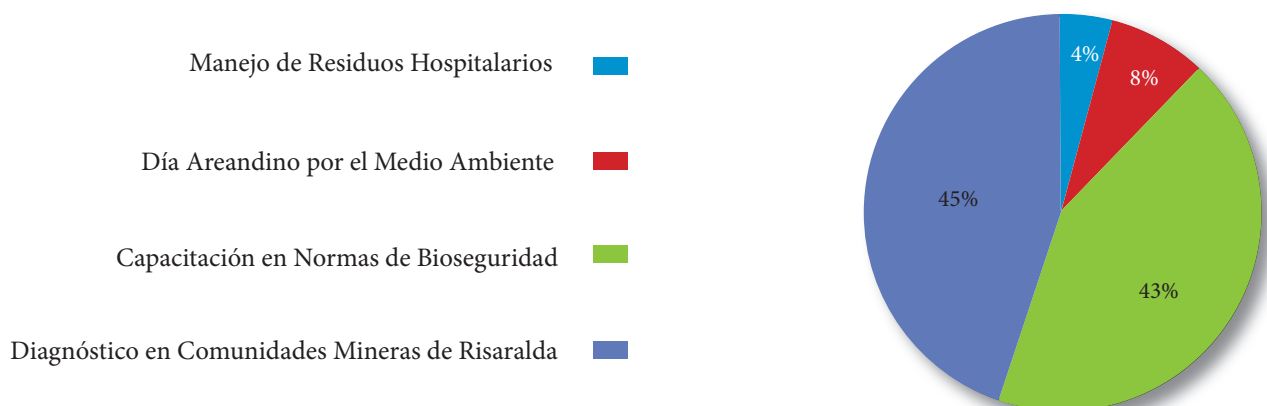 Manejo de Residuos Hospitalarios
Día Areandino por el Medio Ambiente
Capacitación en Normas de Bioseguridad
Diagnóstico en Comunidades Mineras de Risaralda
4%
8%
45%
43%